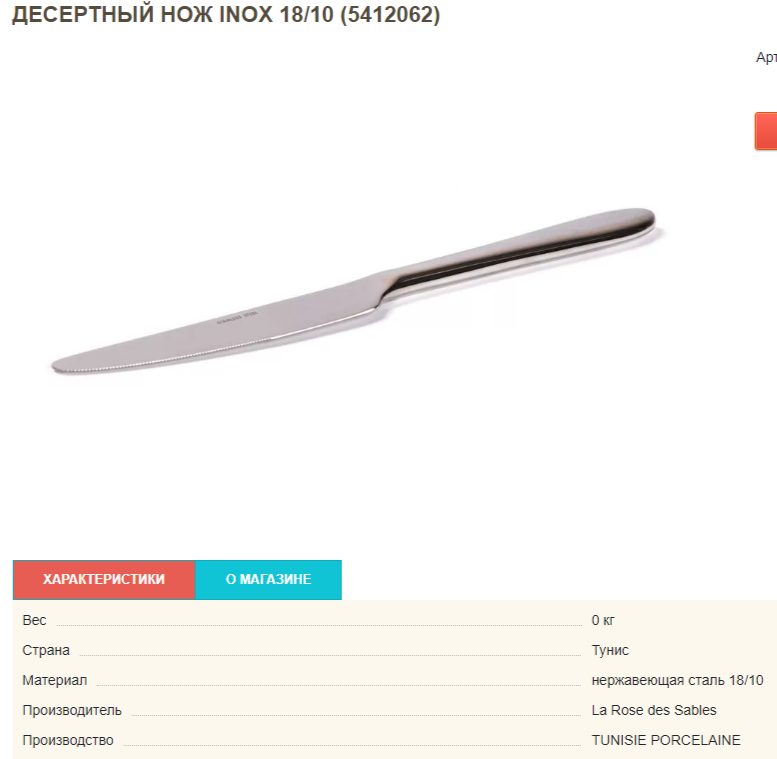 ДЕСЕРТНЫЙ НОЖ INOX 18/10 (5412062)
Арт
ХАРАКТЕРИСТИКИ
О МАГАЗИНЕ
Вес 0 кг
Страна Тунис
Материал нержавеющая сталь 18/10
Производитель La Rose des Sables
Производство TUNISIE PORCELAINE